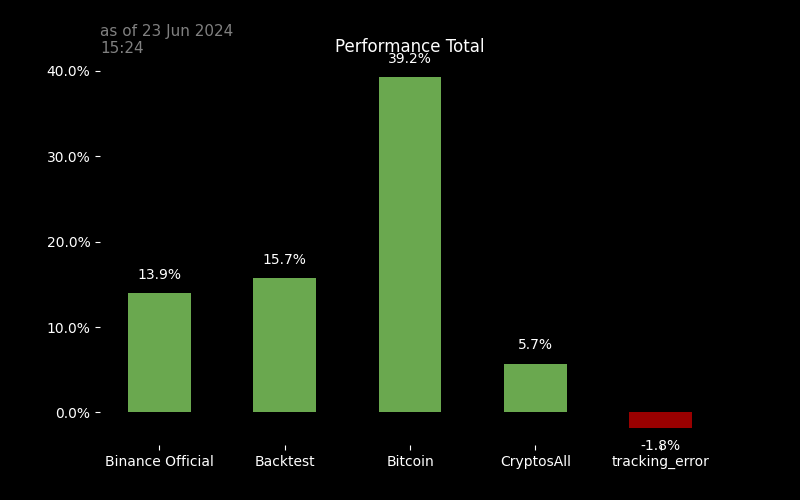 as of 23 Jun 2024
15:24
Performance Total
40.0%
30.0%
20.0%
10.0%
0.0%
13.9%
15.7%
39.2%
5.7%
-1.8%
Binance Official
Backtest
Bitcoin
CryptosAll
tracking_error